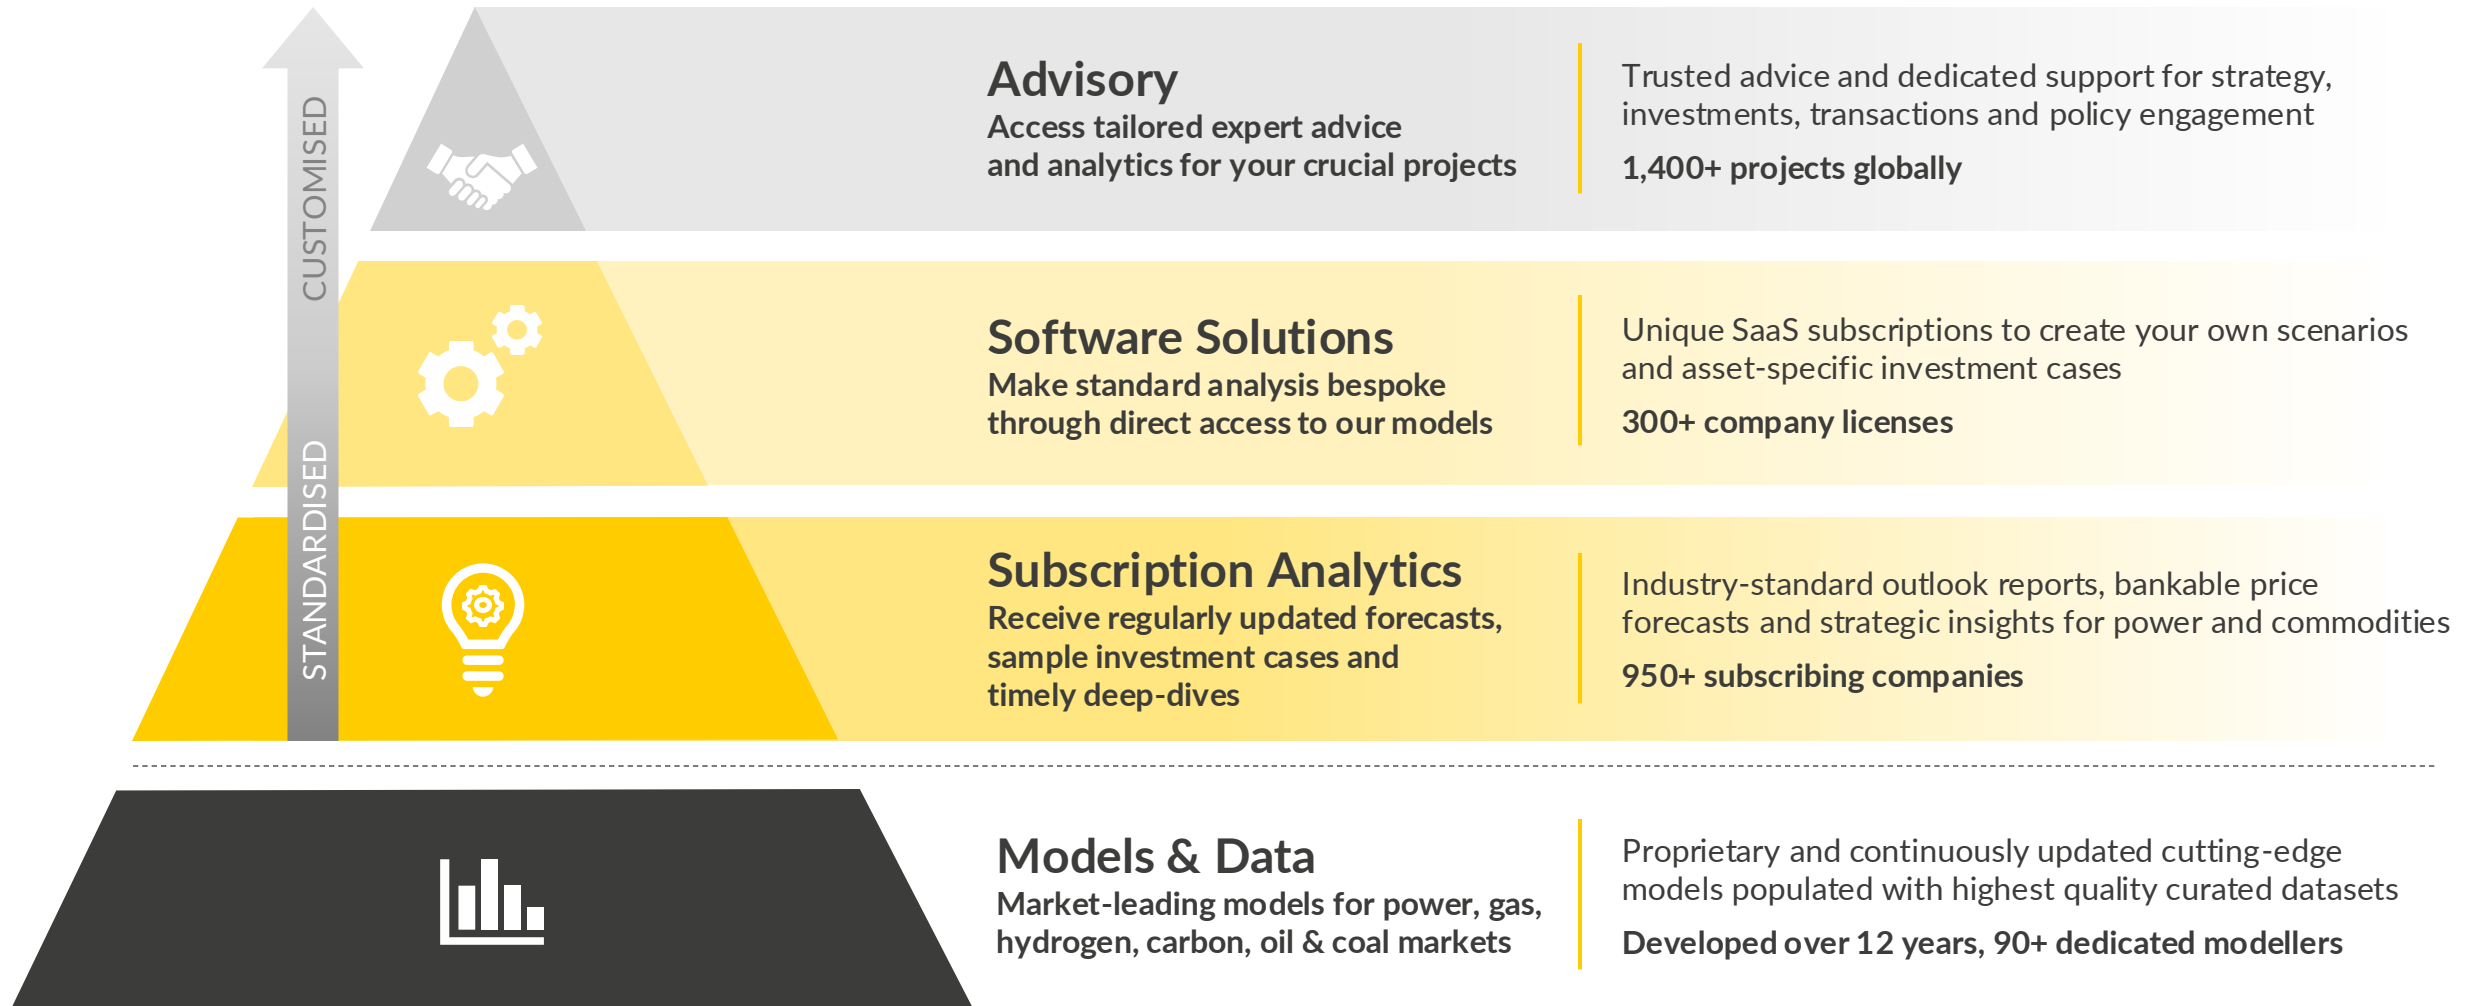 CUSTOMISED
STANDARDISED
Advisory
Access tailored expert advice
and analytics for your crucial projects
Trusted advice and dedicated support for strategy,
investments, transactions and policy engagement
1,400+ projects globally
Software Solutions
Make standard analysis bespoke
through direct access to our models
Unique SaaS subscriptions to create your own scenarios
and asset-specific investment cases
300+ company licenses
Subscription Analytics
Receive regularly updated forecasts,
sample investment cases and
timely deep-dives
Industry-standard outlook reports, bankable price
forecasts and strategic insights for power and commodities
950+ subscribing companies
Models & Data
Market-leading models for power, gas,
hydrogen, carbon, oil & coal markets
Proprietary and continuously updated cutting-edge
models populated with highest quality curated datasets
Developed over 12 years, 90+ dedicated modellers